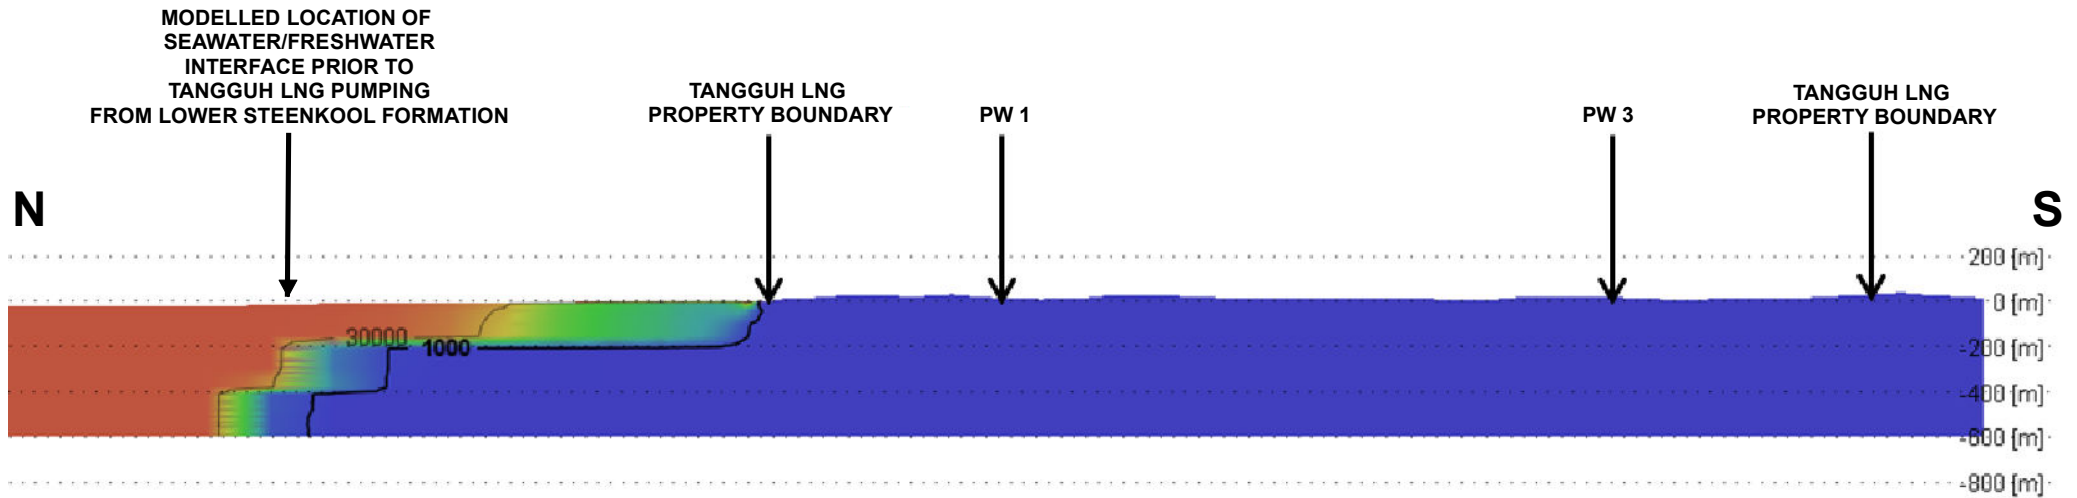 MODELLED LOCATION OF
SEAWATER/FRESHWATER
INTERFACE PRIOR TO
TANGGUH LNG PUMPING
FROM LOWER STEENKOOL FORMATION
TANGGUH LNG
PROPERTY BOUNDARY
PW 1
PW 3
TANGGUH LNG
PROPERTY BOUNDARY
N
S
200 [m]
0 [m]
30000
1000
-200 [m]
-400 [m]
-600 [m]
-800 [m]